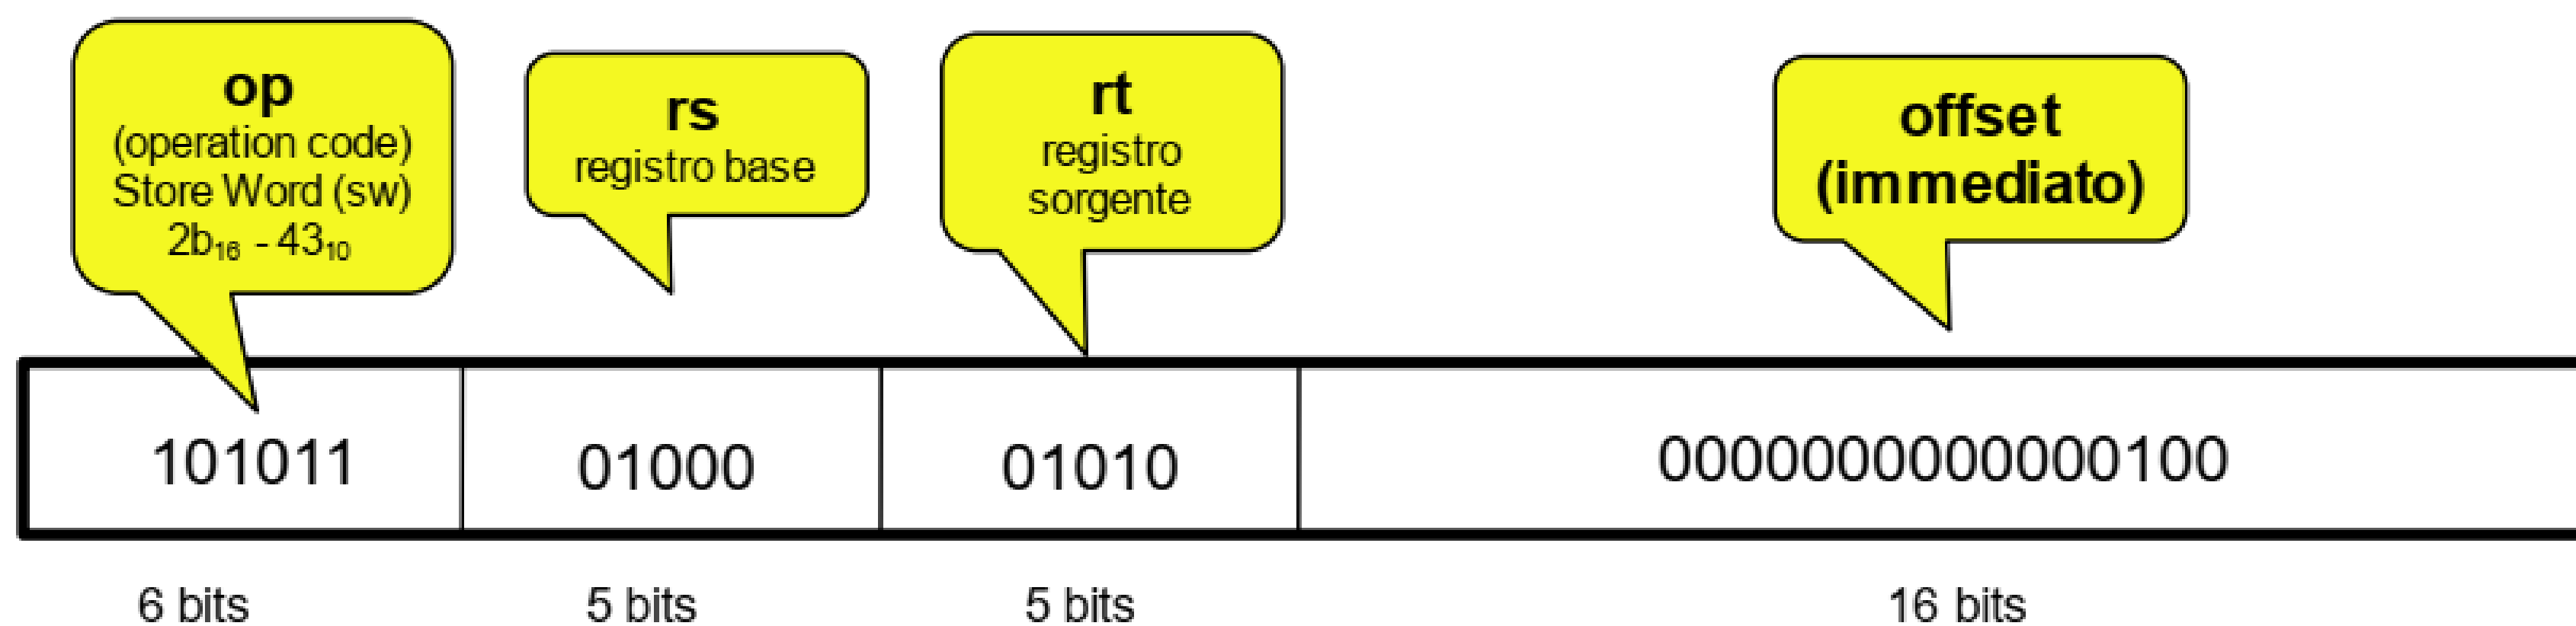 op
(operation code)
Store Word (sw)
2b₁₆ - 43₁₀
rs
registro base
rt
registro
sorgente
offset
(immediato)
101011
01000
01010
0000000000000100
6 bits
5 bits
5 bits
16 bits